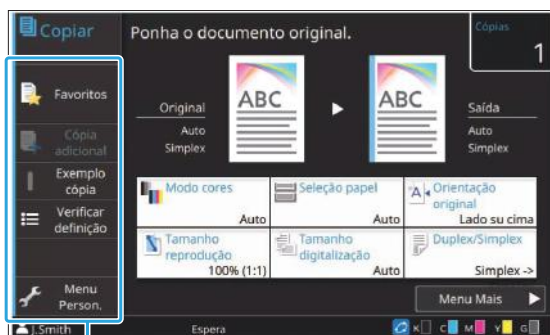 Copiar
Ponha o documento original.
Cópias
1
Favoritos
Cópia
adicional
Exemplo
cópia
Verificar
definição
Menu
Person.
Original
Auto
Simplex
ABC
ABC
Saída
Auto
Simplex
Modo cores
Auto
Seleção papel
Auto
Orientação
original
Lado su cima
Tamanho
reprodução
100% (1:1)
Tamanho
digitalização
Auto
Duplex/Simplex
Simplex ->
Menu Mais
J.Smith
Espera
K C M Y G